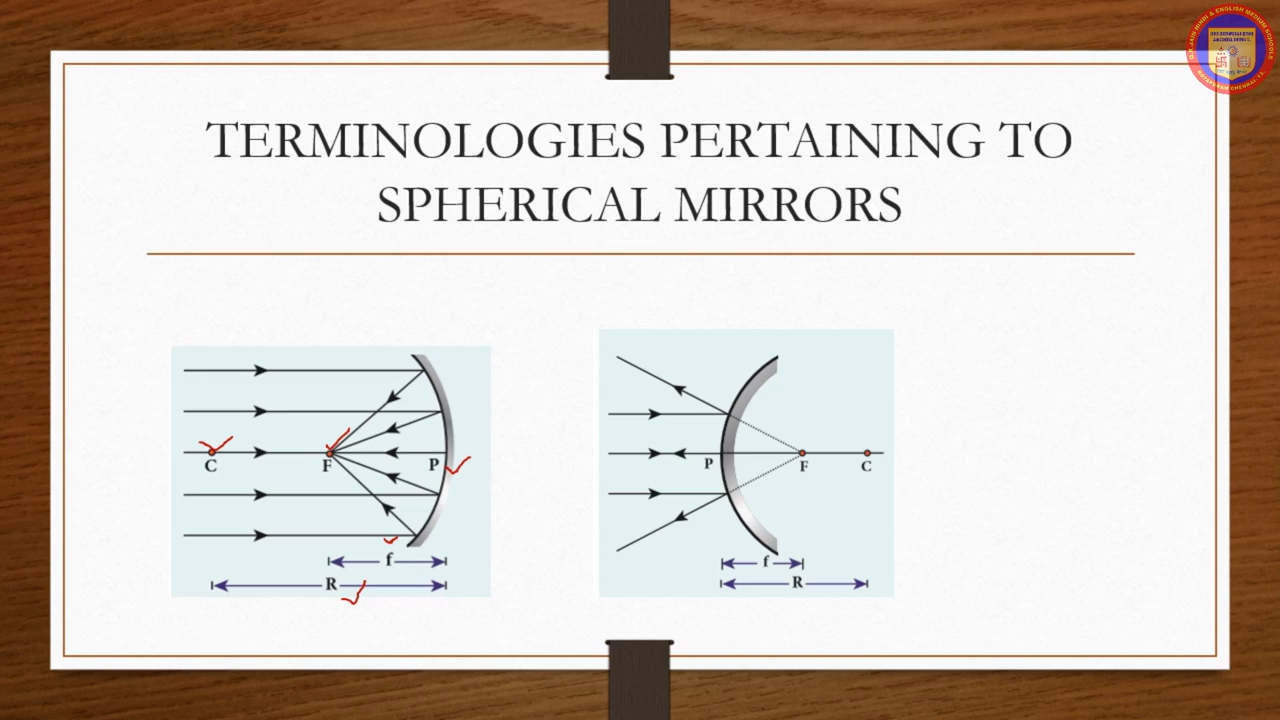 TERMINOLOGIES PERTAINING TO
SPHERICAL MIRRORS
C F P
f
R
P F C
f
R